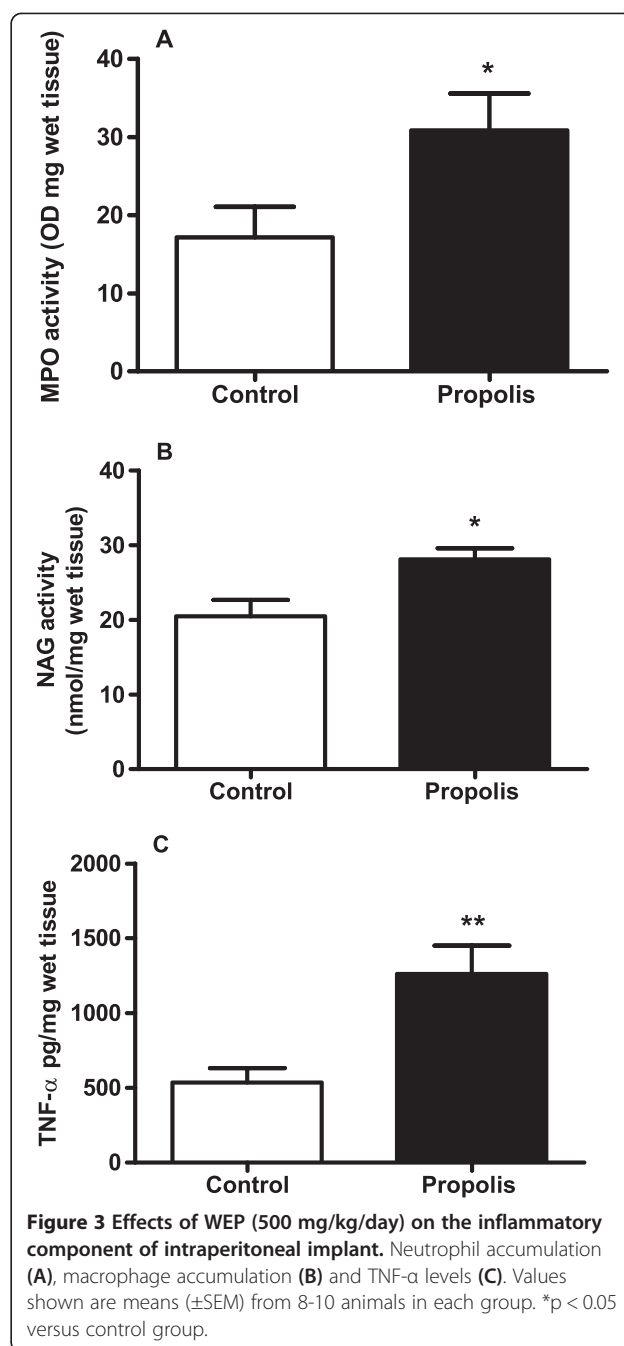 A
MPO activity (OD mg wet tissue)
40
30
20
10
0
*
Control Propolis
B
NAG activity
(nmol/mg wet tissue)
40
30
20
10
0
*
Control Propolis
C
TNF-α pg/mg wet tissue
2000
1500
1000
500
0
**
Control Propolis
Figure 3 Effects of WEP (500 mg/kg/day) on the inflammatory
component of intraperitoneal implant. Neutrophil accumulation
(A), macrophage accumulation (B) and TNF-α levels (C). Values
shown are means (±SEM) from 8-10 animals in each group. *p < 0.05
versus control group.